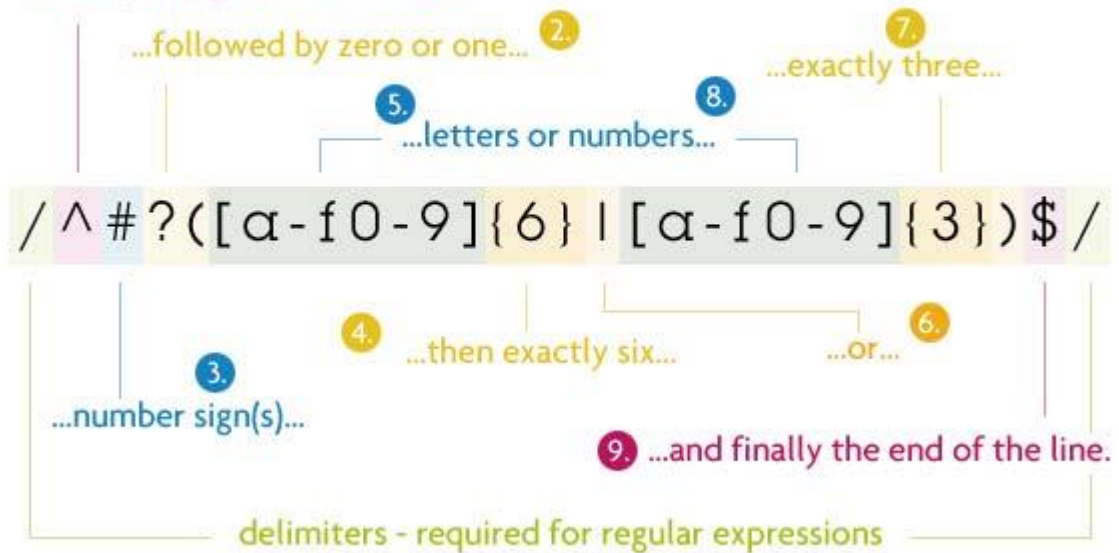 ...followed by zero or one... 2.
7.
...exactly three...
5. ...letters or numbers... 8.
/^#?([a-f0-9]{6}|[a-f0-9]{3})$/
4. ...then exactly six...
...or... 6.
3.
...number sign(s)...
9. ...and finally the end of the line.
delimiters - required for regular expressions